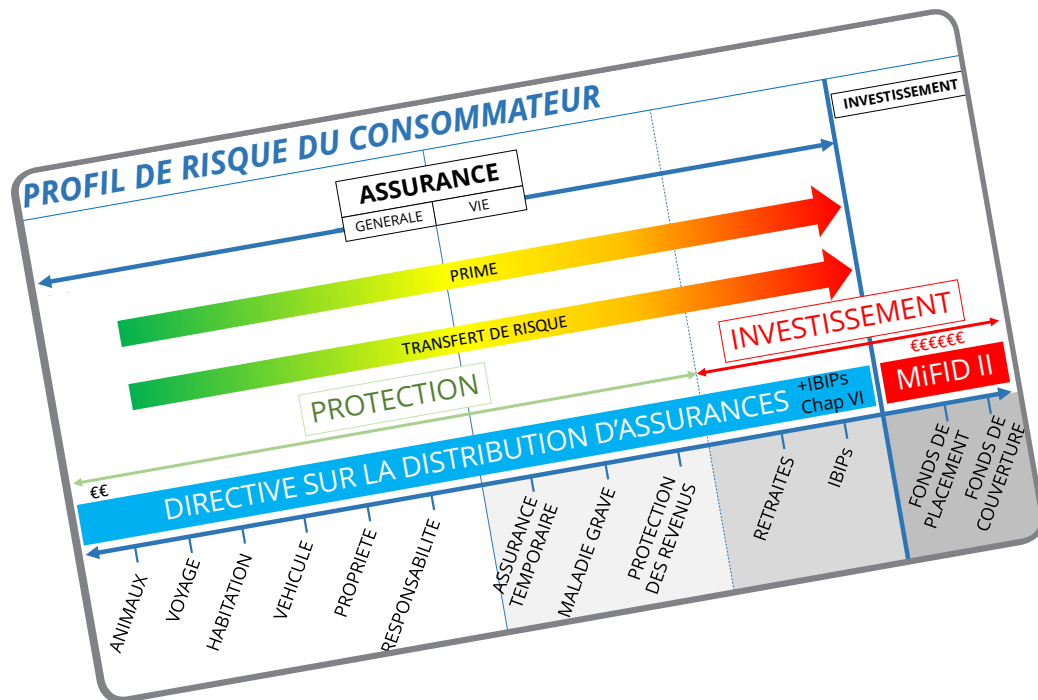 PROFIL DE RISQUE DU CONSOMMATEUR
INVESTISSEMENT
ASSURANCE
GENERALE
VIE
PRIME
TRANSFERT DE RISQUE
INVESTISSEMENT
PROTECTION
€€€€€€
MiFID II
+IBIPs
Chap VI
€€
DIRECTIVE SUR LA DISTRIBUTION D’ASSURANCES
ANIMAUX
VOYAGE
HABITATION
VEHICULE
PROPRIETE
RESPONSABILITE
ASSURANCE
TEMPORAIRE
MALADIE GRAVE
PROTECTION
DES REVENUS
RETRAITES
IBIPs
FONDS DE
PLACEMENT
FONDS DE
COUVERTURE